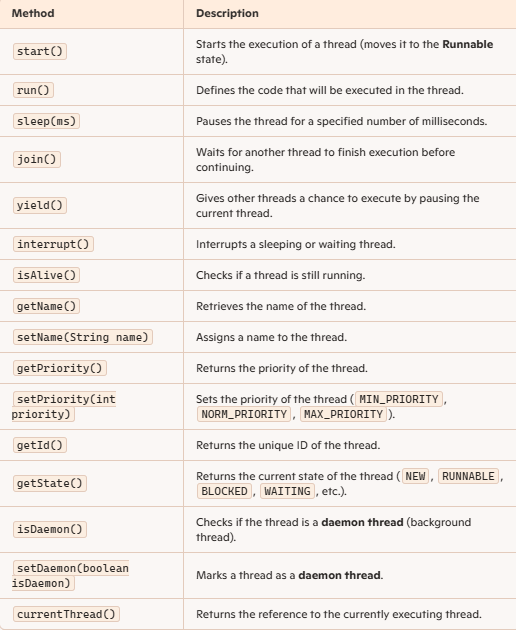 Method Description
start() Starts the execution of a thread (moves it to the Runnable
state).
run() Defines the code that will be executed in the thread.
sleep(ms) Pauses the thread for a specified number of milliseconds.
join() Waits for another thread to finish execution before
continuing.
yield() Gives other threads a chance to execute by pausing the
current thread.
interrupt() Interrupts a sleeping or waiting thread.
isAlive() Checks if a thread is still running.
getName() Retrieves the name of the thread.
setName(String name) Assigns a name to the thread.
getPriority() Returns the priority of the thread.
setPriority(int Sets the priority of the thread ( MIN_PRIORITY ,
priority) NORM_PRIORITY , MAX_PRIORITY ).
getId() Returns the unique ID of the thread.
getState() Returns the current state of the thread ( NEW , RUNNABLE ,
BLOCKED , WAITING , etc.).
isDaemon() Checks if the thread is a daemon thread (background
thread).
setDaemon(boolean
isDaemon) Marks a thread as a daemon thread.
currentThread() Returns the reference to the currently executing thread.